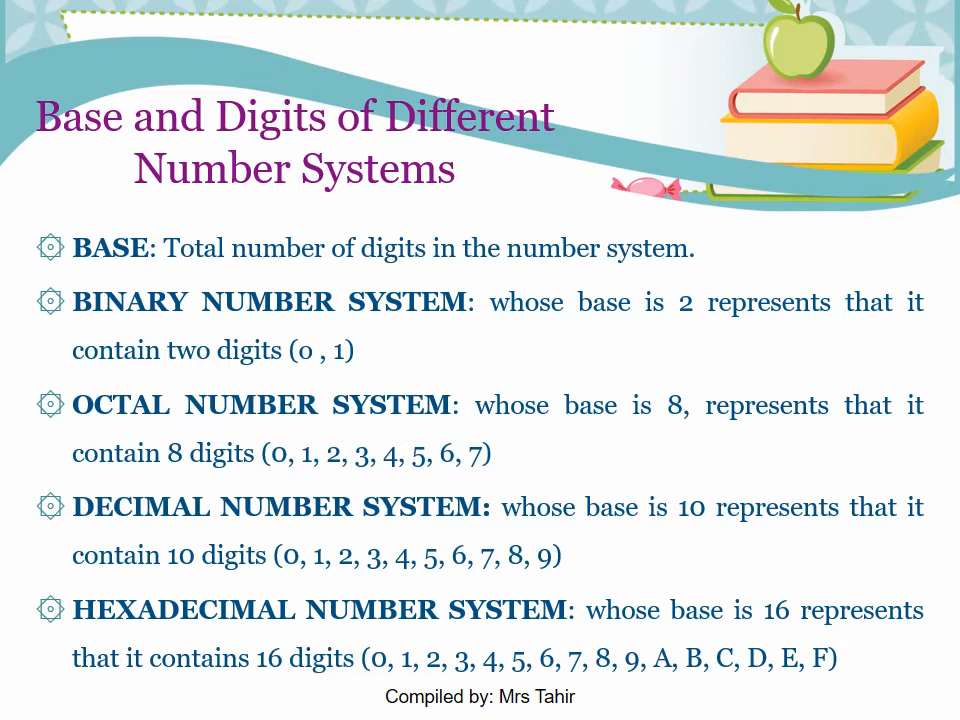 Base and Digits of Different
Number Systems
BASE: Total number of digits in the number system.
BINARY NUMBER SYSTEM: whose base is 2 represents that it
contain two digits (0 , 1)
OCTAL NUMBER SYSTEM: whose base is 8, represents that it
contain 8 digits (0, 1, 2, 3, 4, 5, 6, 7)
DECIMAL NUMBER SYSTEM: whose base is 10 represents that it
contain 10 digits (0, 1, 2, 3, 4, 5, 6, 7, 8, 9)
HEXADECIMAL NUMBER SYSTEM: whose base is 16 represents
that it contains 16 digits (0, 1, 2, 3, 4, 5, 6, 7, 8, 9, A, B, C, D, E, F)
Compiled by: Mrs Tahir